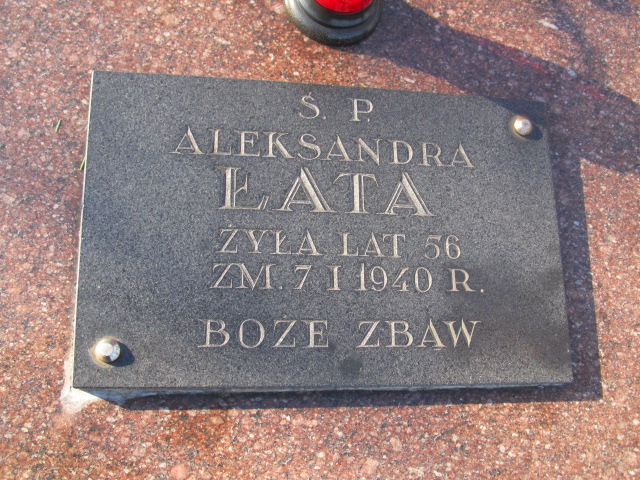 Ś. P.
ALEKSANDRA
ŁATA
ŻYŁA LAT 56
ZM. 7 I 1940 R.
BOŻE ZBAW